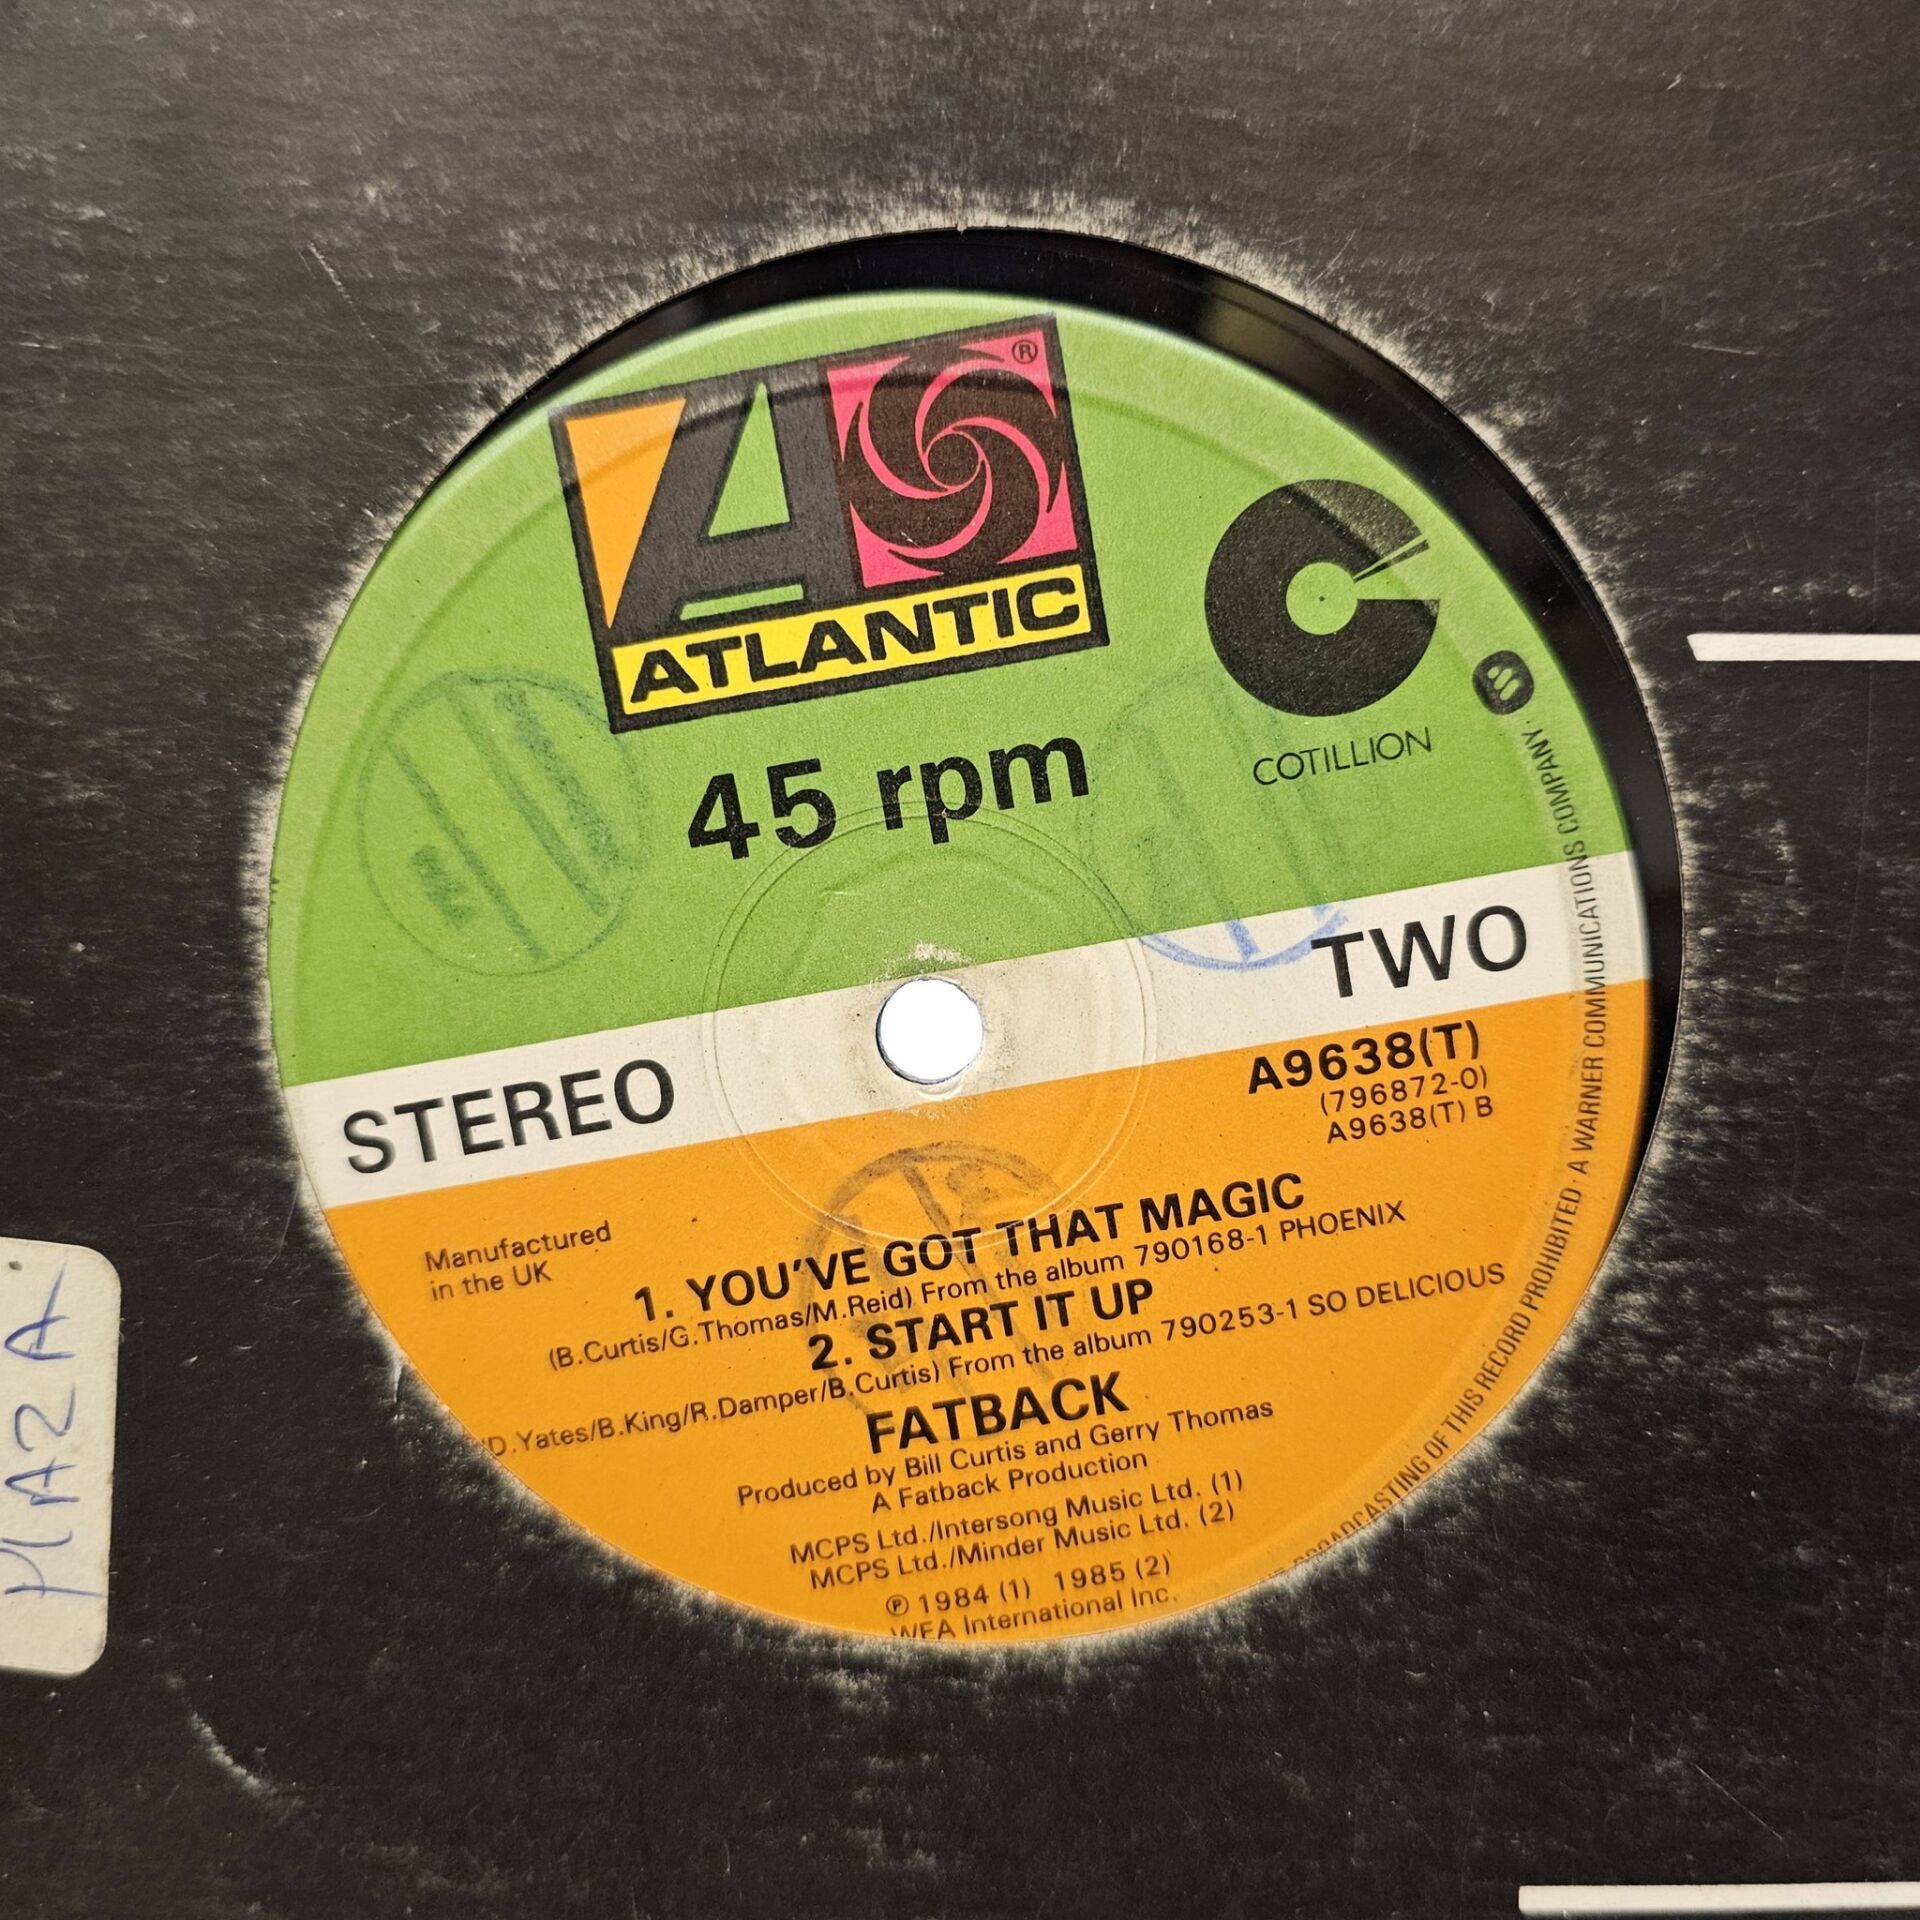 ®
ATLANTIC
COTILLION
45 rpm
TWO
STEREO
A9638(T)
(796872-0)
A9638(T) B
Manufactured
in the UK
1. YOU'VE GOT THAT MAGIC
(B.Curtis/G.Thomas/M.Reid) From the album 790168-1 PHOENIX
2. START IT UP
D.Yates/B.King/R.Damper/B.Curtis) From the album 790253-1 SO DELICIOUS
FATBACK
Produced by Bill Curtis and Gerry Thomas
A Fatback Production
MCPS Ltd./Intersong Music Ltd. (1)
MCPS Ltd./Minder Music Ltd. (2)
℗ 1984 (1) 1985 (2)
WEA International Inc.
BROADCASTING OF THIS RECORD PROHIBITED · A WARNER COMMUNICATIONS COMPANY ·
PLAZA